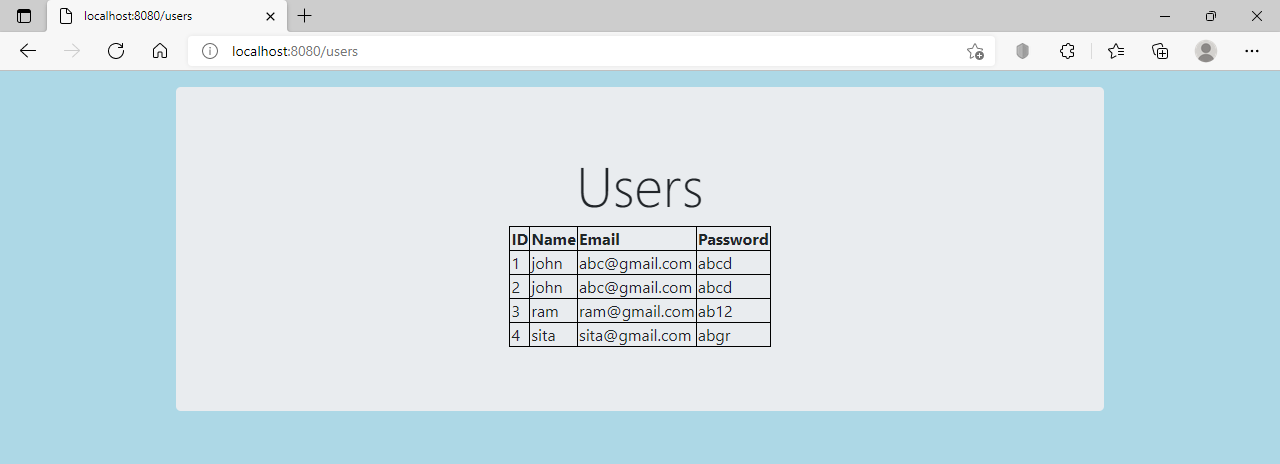 localhost:8080/users
localhost:8080/users
Users
ID Name Email Password
1 john abc@gmail.com abcd
2 john abc@gmail.com abcd
3 ram ram@gmail.com ab12
4 sita sita@gmail.com abgr